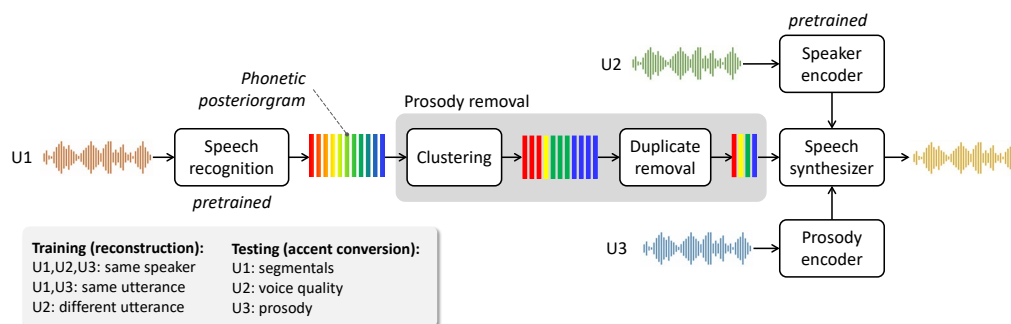 pretrained
U2
Speaker
encoder
Phonetic
posteriorgram
Prosody removal
U1
Speech
recognition
Clustering
Duplicate
removal
Speech
synthesizer
pretrained
U3
Prosody
encoder
Training (reconstruction):
U1,U2,U3: same speaker
U1,U3: same utterance
U2: different utterance
Testing (accent conversion):
U1: segmentals
U2: voice quality
U3: prosody